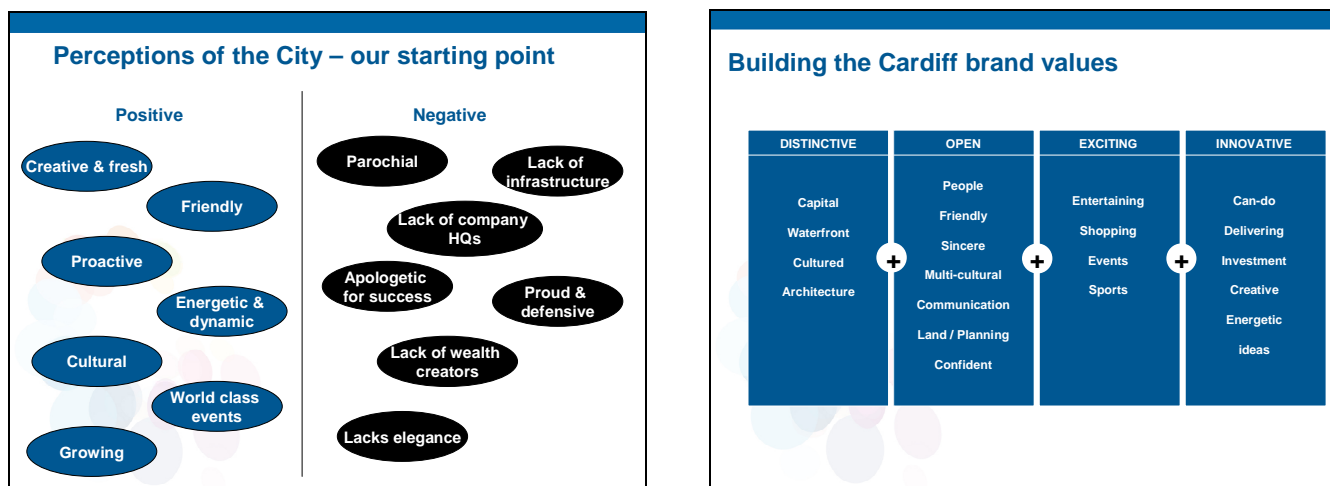 Perceptions of the City – our starting point
Positive
Creative & fresh
Friendly
Proactive
Energetic &
dynamic
Cultural
World class
events
Growing
Negative
Parochial
Lack of
infrastructure
Lack of company
HQs
Apologetic
for success
Proud &
defensive
Lack of wealth
creators
Lacks elegance
Building the Cardiff brand values
DISTINCTIVE
Capital
Waterfront
Cultured
Architecture
+
OPEN
People
Friendly
Sincere
Multi-cultural
Communication
Land / Planning
Confident
+
EXCITING
Entertaining
Shopping
Events
Sports
+
INNOVATIVE
Can-do
Delivering
Investment
Creative
Energetic
ideas